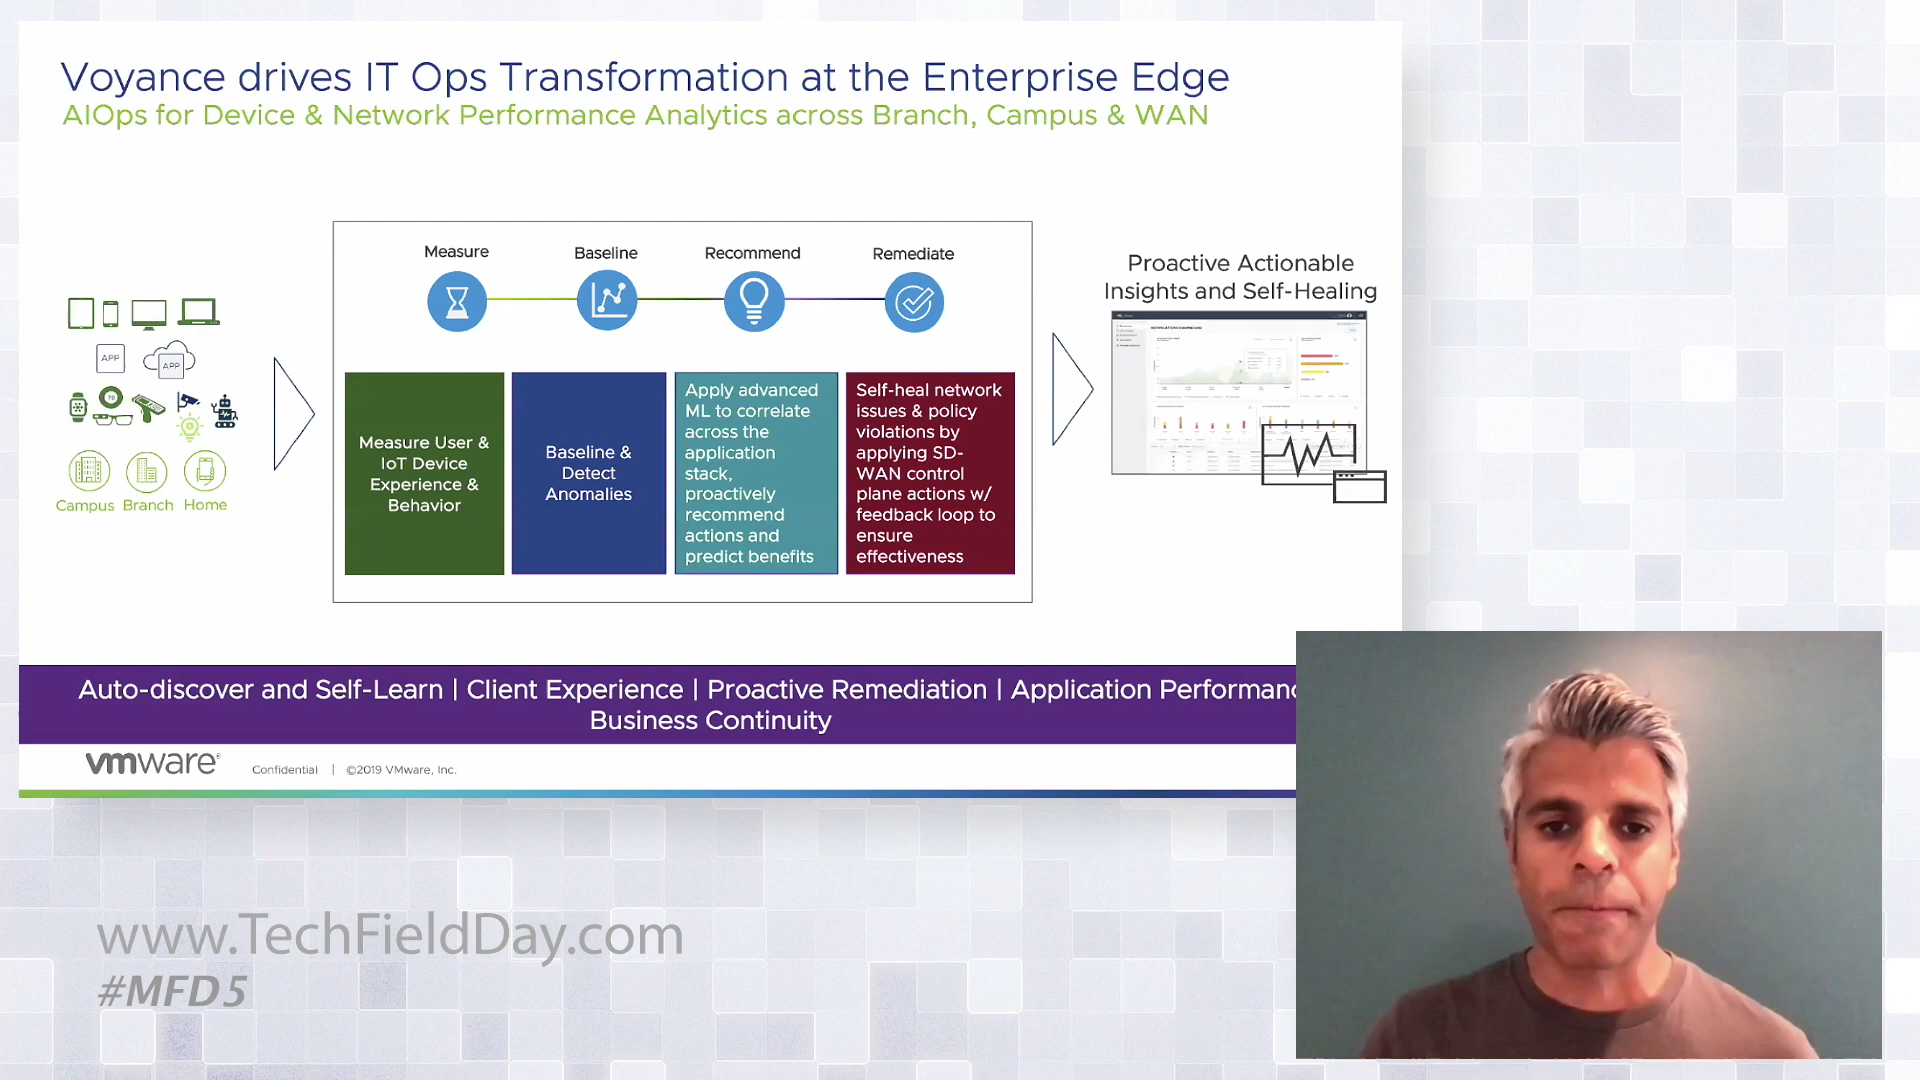 Voyance drives IT Ops Transformation at the Enterprise Edge
AIOps for Device & Network Performance Analytics across Branch, Campus & WAN
Measure
Baseline
Recommend
Remediate
APP
APP
70
Campus
Branch
Home
Measure User &
IoT Device
Experience &
Behavior
Baseline &
Detect
Anomalies
Apply advanced
ML to correlate
across the
application
stack,
proactively
recommend
actions and
predict benefits
Self-heal network
issues & policy
violations by
applying SD-
WAN control
plane actions w/
feedback loop to
ensure
effectiveness
Proactive Actionable
Insights and Self-Healing
Auto-discover and Self-Learn | Client Experience | Proactive Remediation | Application Performanc
Business Continuity
vmware®
Confidential | ©2019 VMware, Inc.
www.TechFieldDay.com
#MFD5